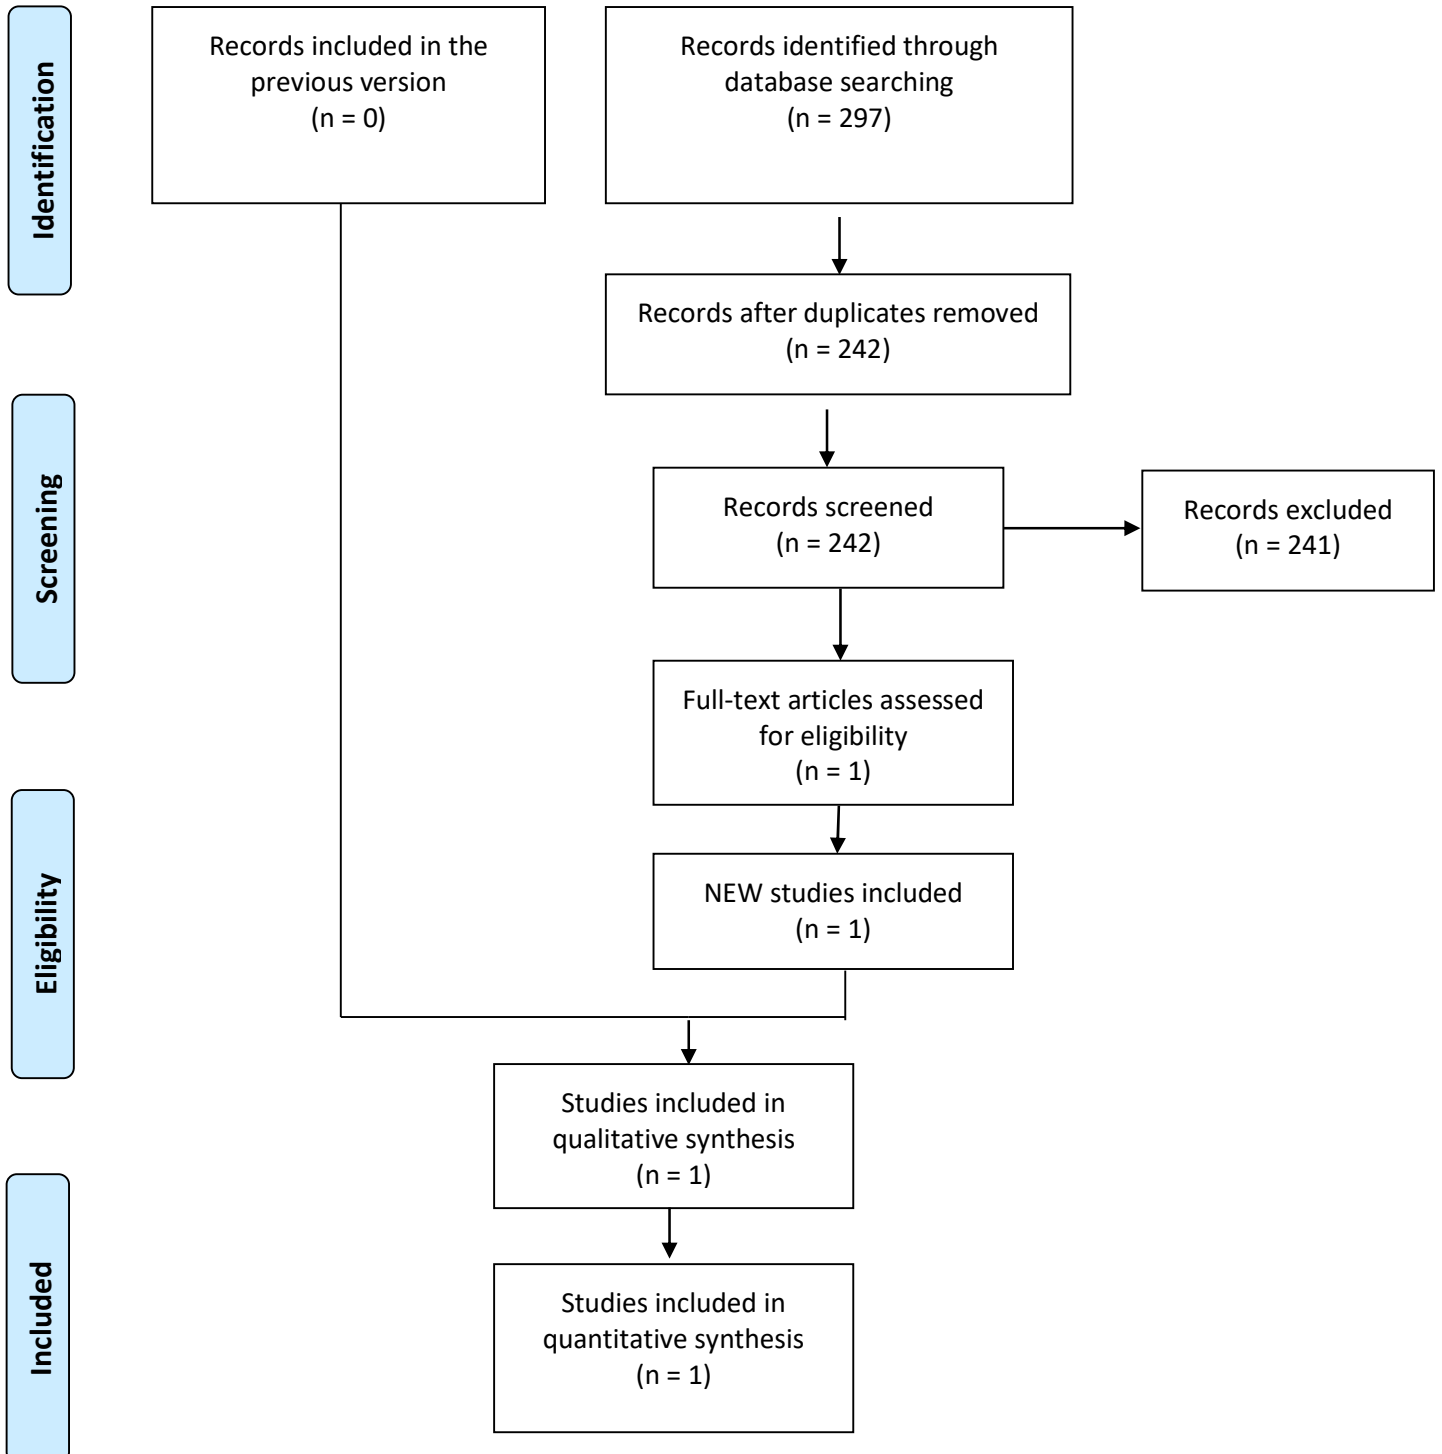 Identification
Records included in the
previous version
(n = 0)
Records identified through
database searching
(n = 297)
Records after duplicates removed
(n = 242)
Screening
Records screened
(n = 242)
Records excluded
(n = 241)
Full-text articles assessed
for eligibility
(n = 1)
Eligibility
NEW studies included
(n = 1)
Studies included in
qualitative synthesis
(n = 1)
Included
Studies included in
quantitative synthesis
(n = 1)